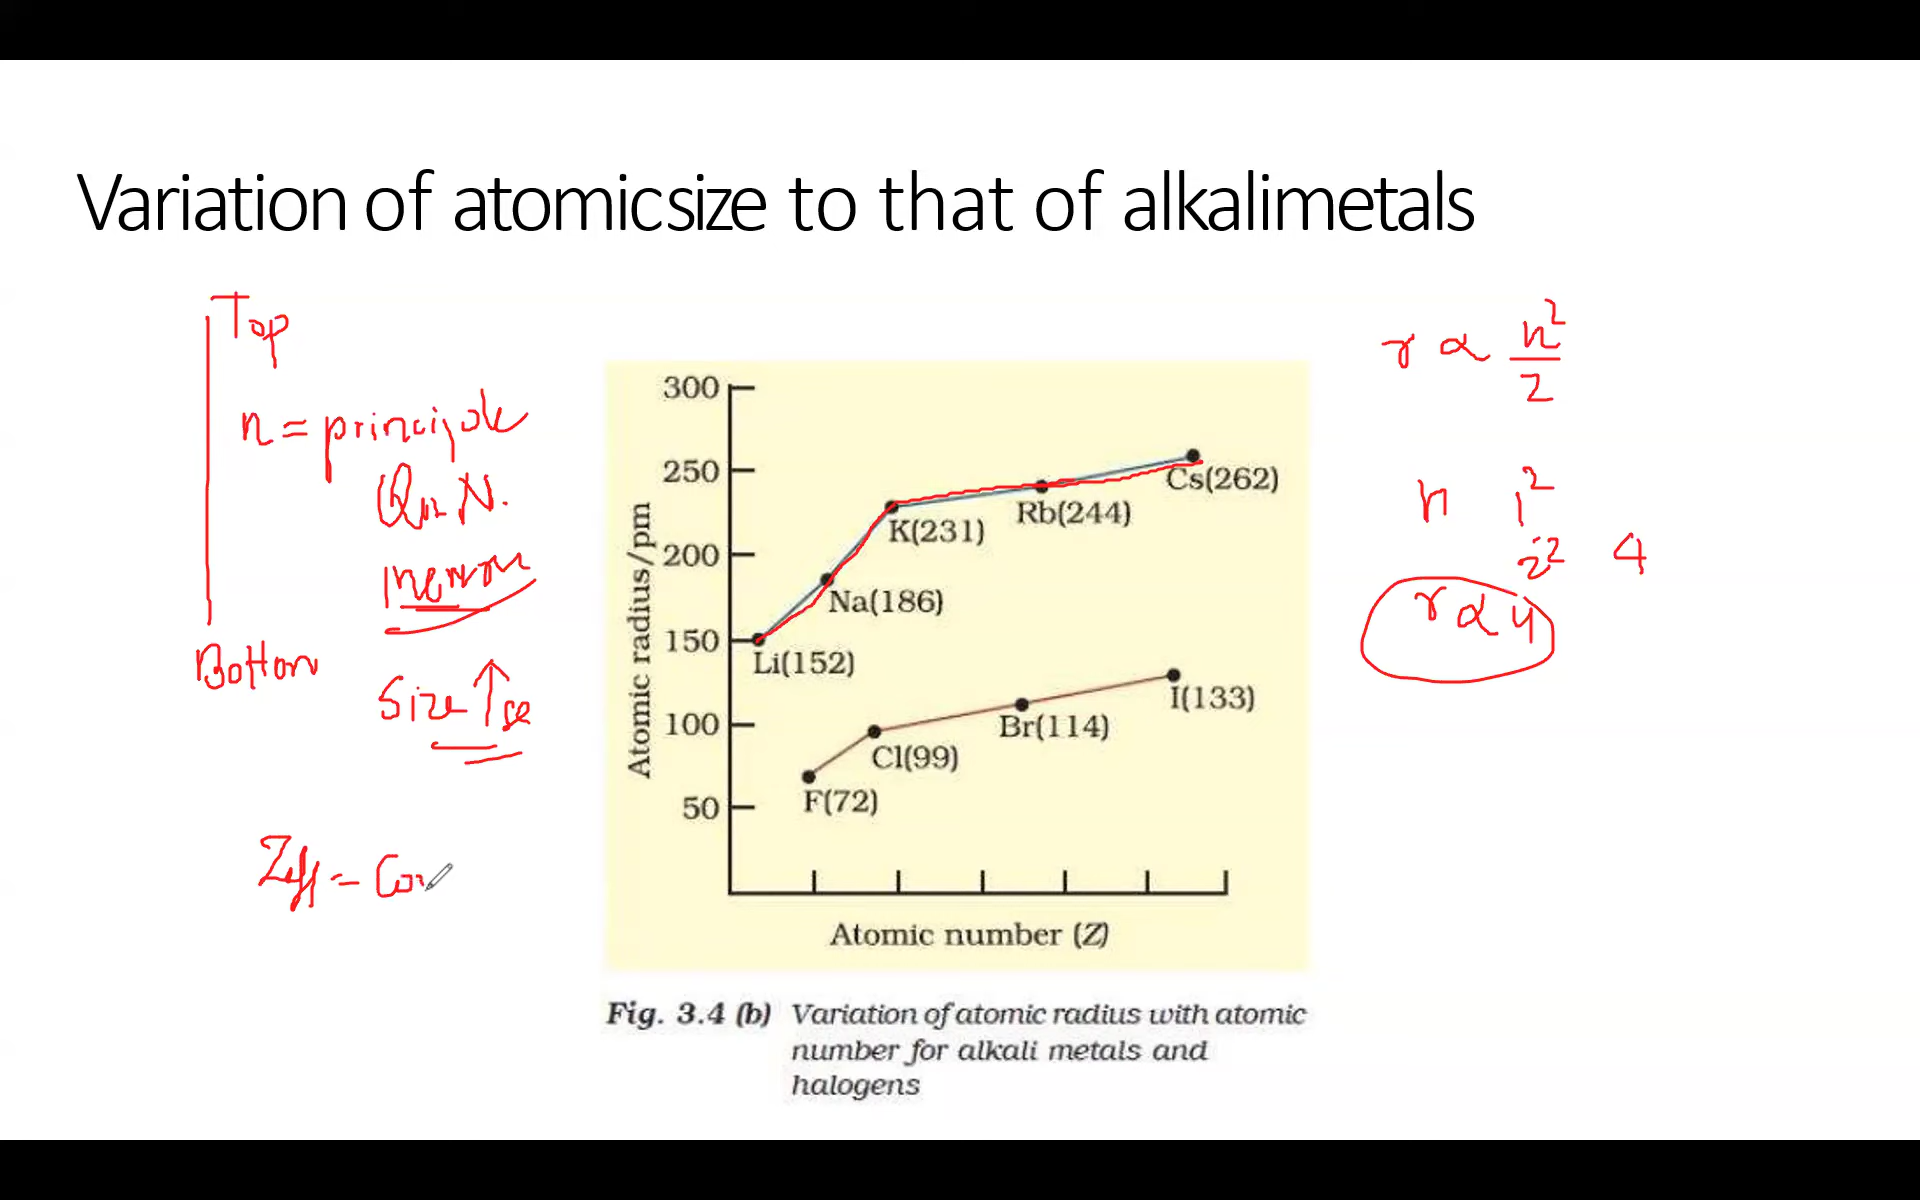 Variation of atomicsize to that of alkalimetals
Top
n = principle
Qn N.
Bottom
Size ↑ se
Zeff = Con
300
250
200
150
100
50
Atomic radius/pm
Cs(262)
Rb(244)
K(231)
Na(186)
Li(152)
I(133)
Br(114)
Cl(99)
F(72)
Atomic number (Z)
Fig. 3.4 (b) Variation of atomic radius with atomic
number for alkali metals and
halogens
r ∝ n²/Z
n 1²
2² 4
r ∝ 4